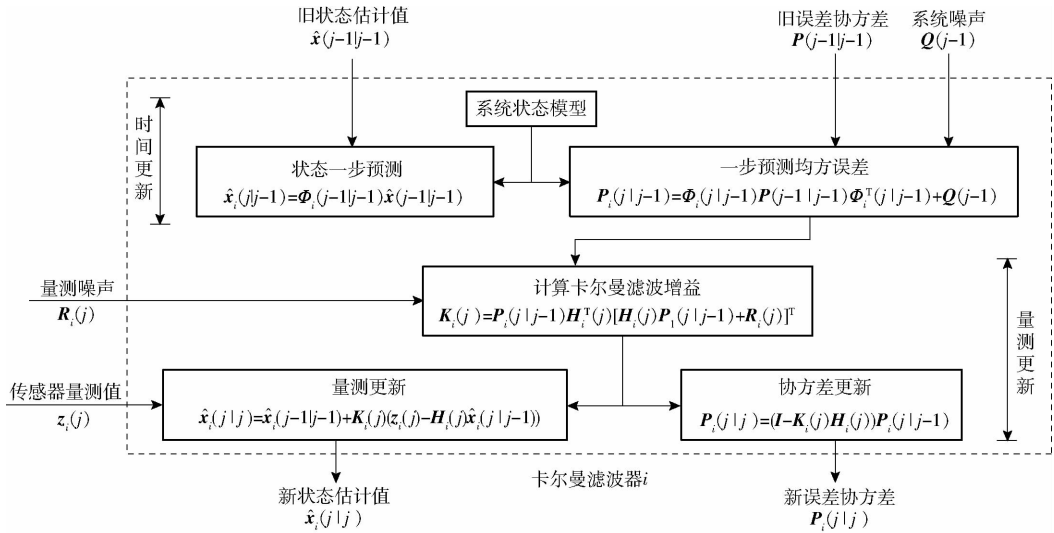 旧状态估计值
x̂(j-1|j-1)
旧误差协方差
P(j-1|j-1)
系统噪声
Q(j-1)
时间更新
系统状态模型
状态一步预测
x̂ᵢ(j|j-1)=Φᵢ(j-1|j-1)x̂(j-1|j-1)
一步预测均方误差
Pᵢ(j|j-1)=Φᵢ(j|j-1)P(j-1|j-1)Φᵢᵀ(j|j-1)+Q(j-1)
量测噪声
Rᵢ(j)
计算卡尔曼滤波增益
Kᵢ(j)=Pᵢ(j|j-1)Hᵢᵀ(j)[Hᵢ(j)P₁(j|j-1)+Rᵢ(j)]ᵀ
量测更新
传感器量测值
zᵢ(j)
量测更新
x̂ᵢ(j|j)=x̂ᵢ(j-1|j-1)+Kᵢ(j)(zᵢ(j)-Hᵢ(j)x̂ᵢ(j|j-1))
协方差更新
Pᵢ(j|j)=(I-Kᵢ(j)Hᵢ(j))Pᵢ(j|j-1)
卡尔曼滤波器i
新状态估计值
x̂ᵢ(j|j)
新误差协方差
Pᵢ(j|j)